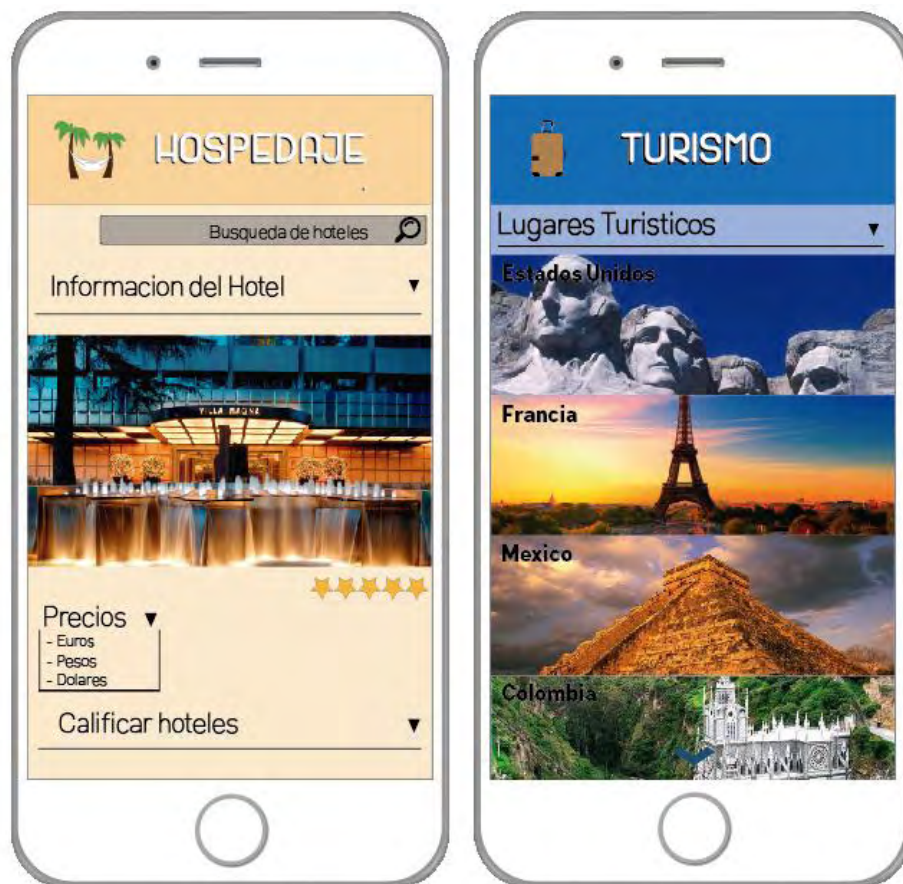 HOSPEDAJE
Busqueda de hoteles
Informacion del Hotel
VILLA MAGNA
Precios
- Euros
- Pesos
- Dolares
Calificar hoteles
TURISMO
Lugares Turisticos
Estados Unidos
Francia
Mexico
Colombia